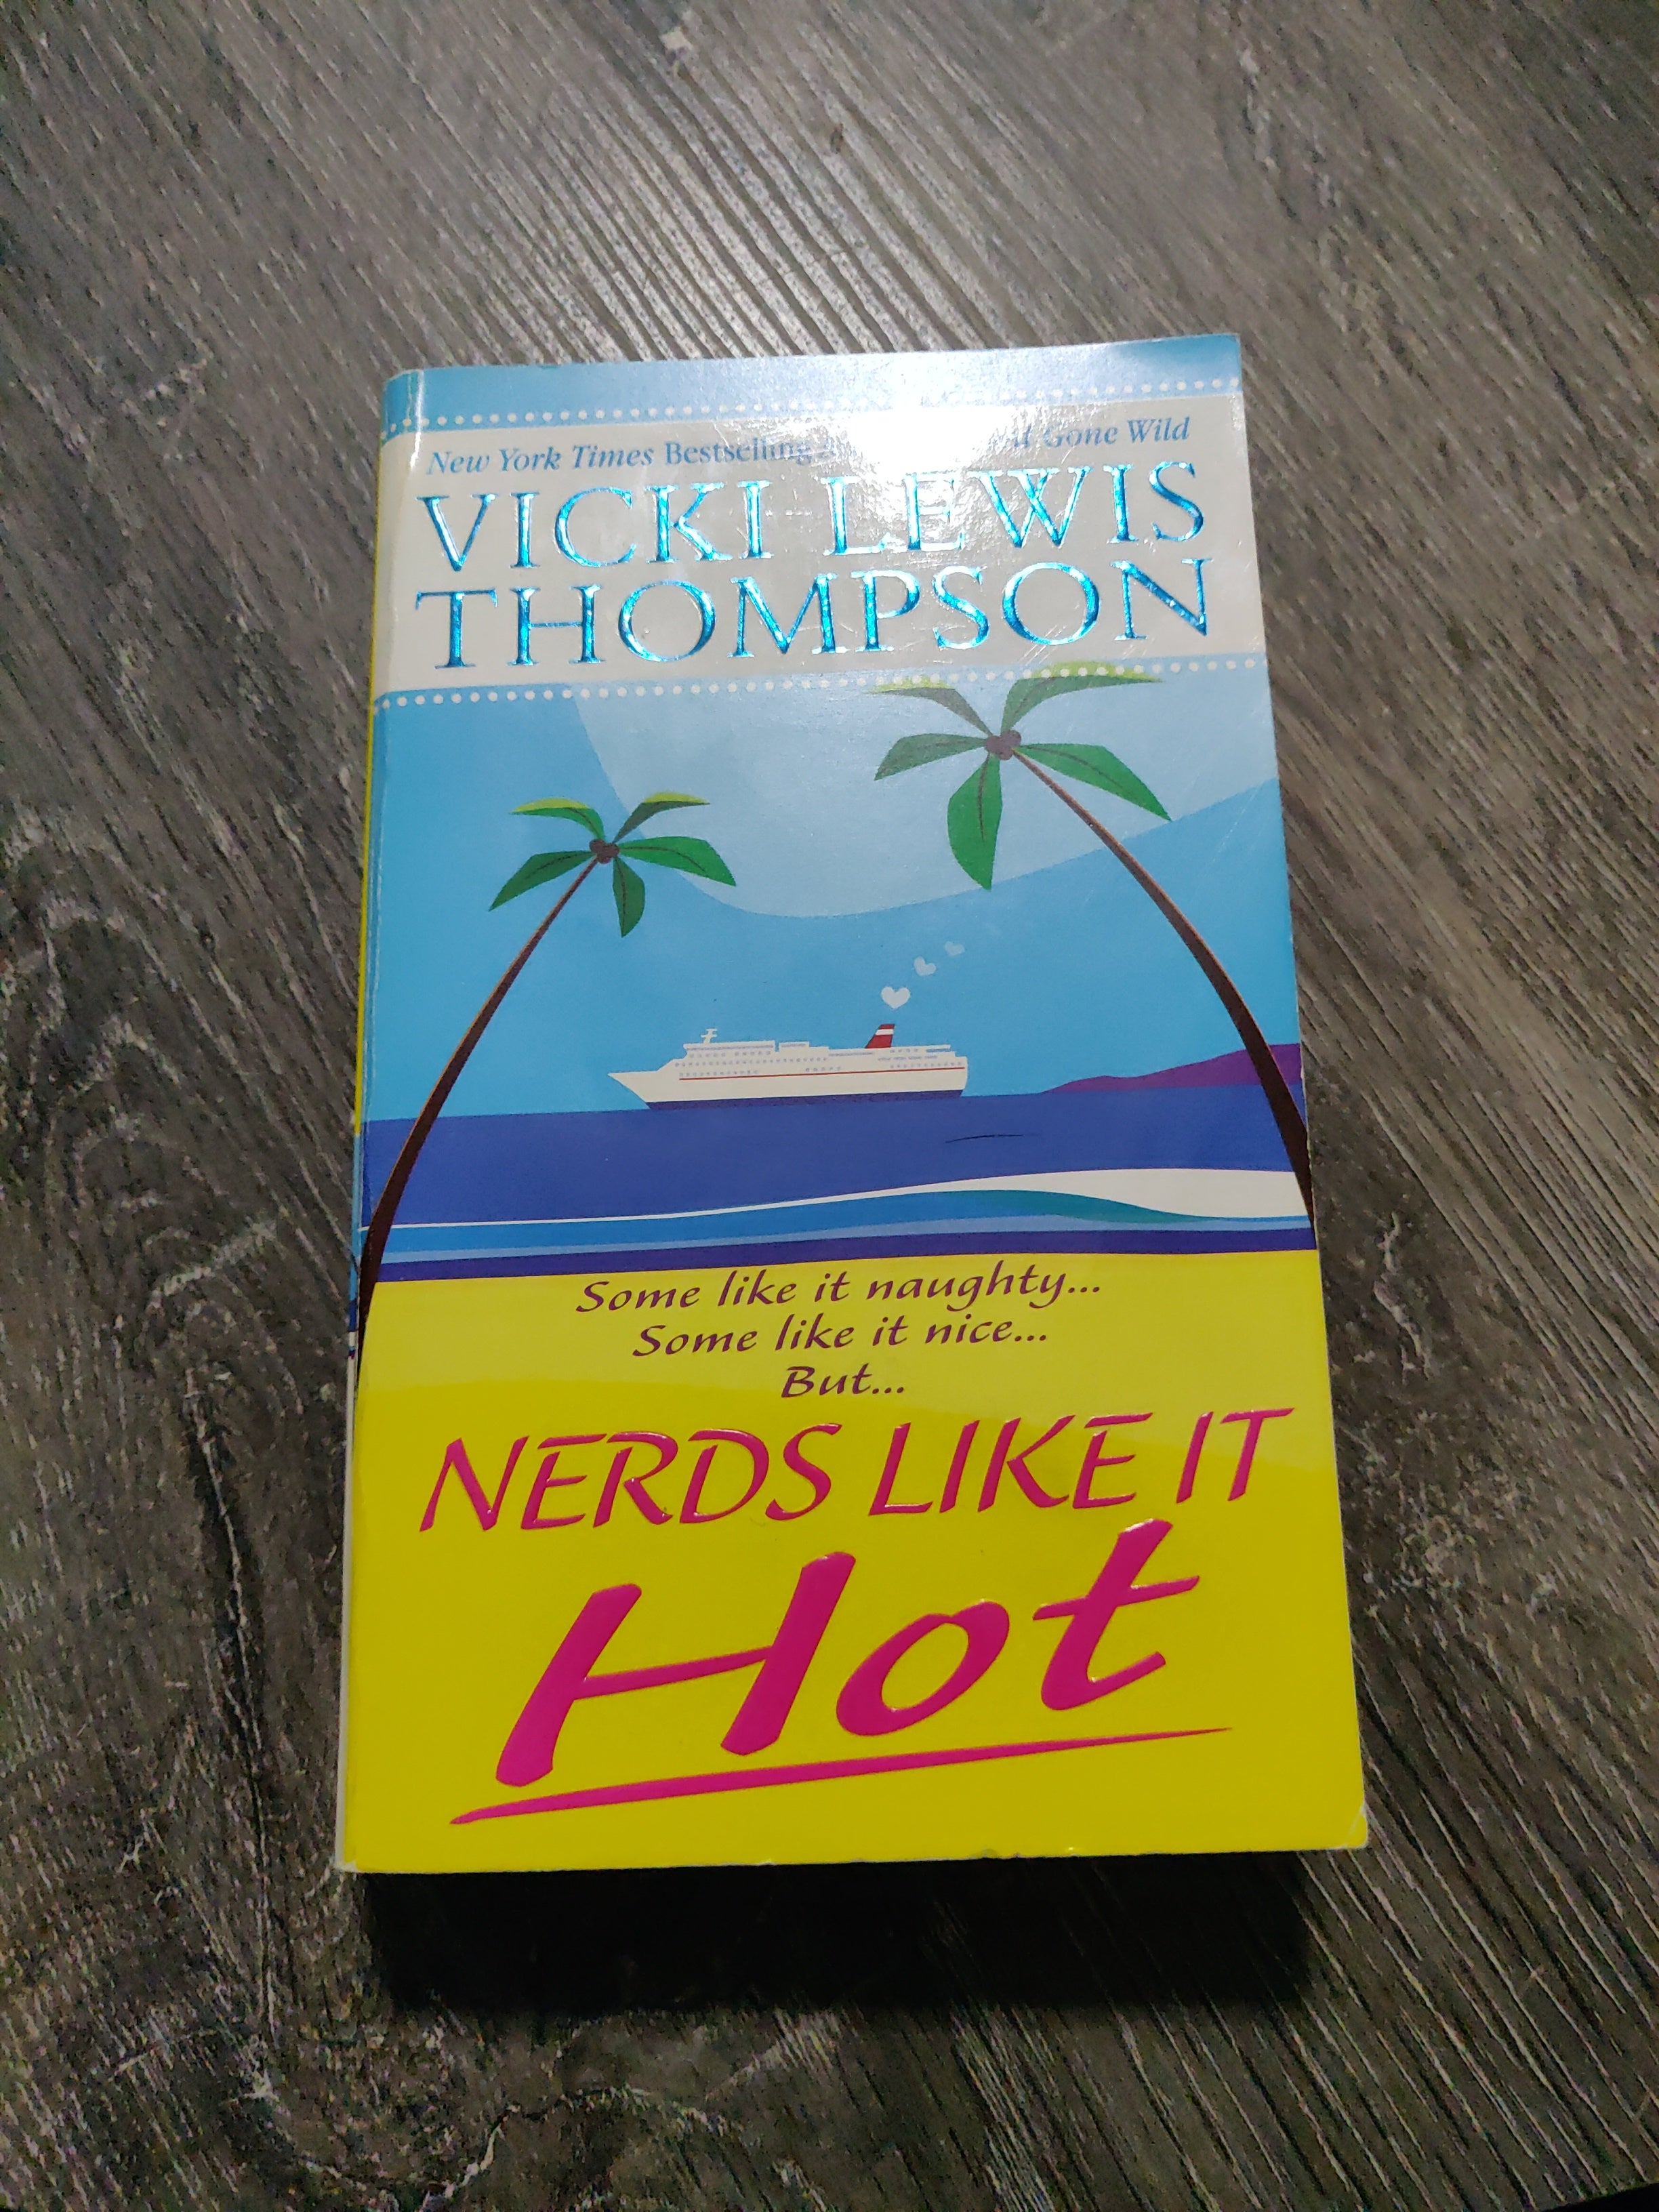 New York Times Bestselling Gone Wild
VICKI LEWIS
THOMPSON
Some like it naughty...
Some like it nice...
But...
NERDS LIKE IT
Hot